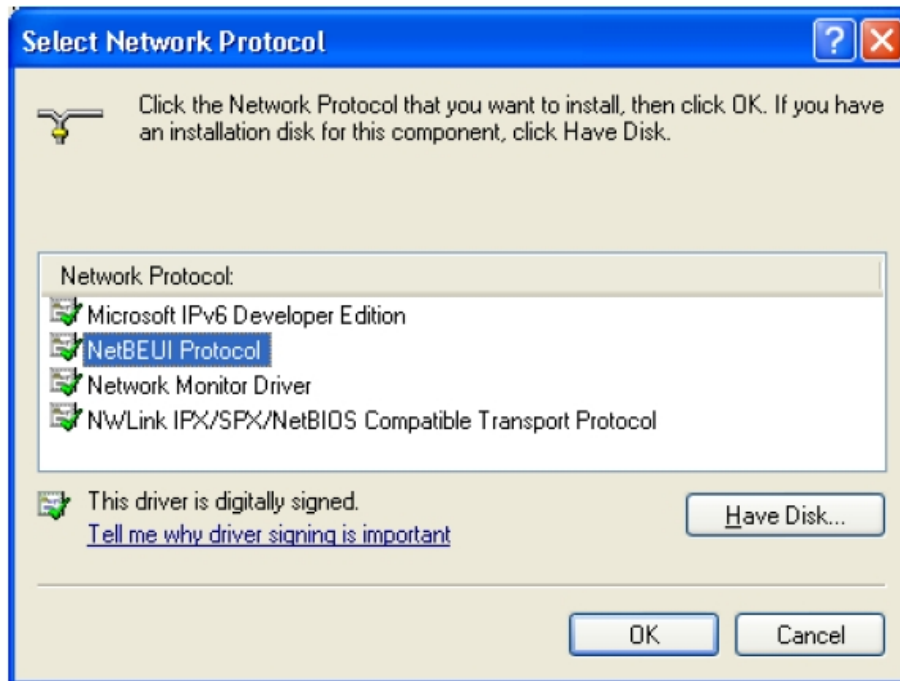 Select Network Protocol
Click the Network Protocol that you want to install, then click OK. If you have
an installation disk for this component, click Have Disk.
Network Protocol:
Microsoft IPv6 Developer Edition
NetBEUI Protocol
Network Monitor Driver
NWLink IPX/SPX/NetBIOS Compatible Transport Protocol
This driver is digitally signed.
Have Disk...
Tell me why driver signing is important
OK
Cancel